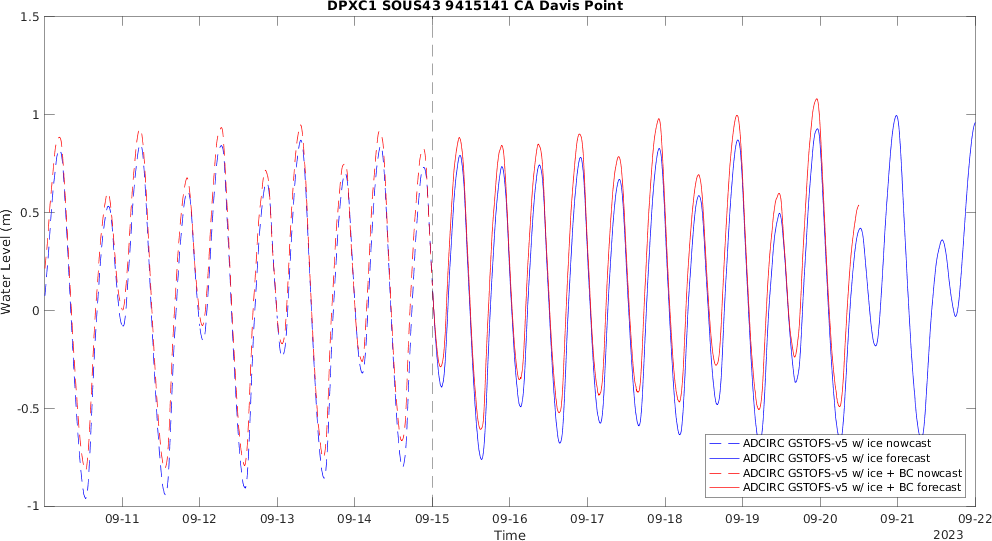 DPXC1 SOUS43 9415141 CA Davis Point
Water Level (m)
1.5
1
0.5
0
-0.5
-1
ADCIRC GSTOFS-v5 w/ ice nowcast
ADCIRC GSTOFS-v5 w/ ice forecast
ADCIRC GSTOFS-v5 w/ ice + BC nowcast
ADCIRC GSTOFS-v5 w/ ice + BC forecast
09-11 09-12 09-13 09-14 09-15 09-16 09-17 09-18 09-19 09-20 09-21 09-22
Time
2023